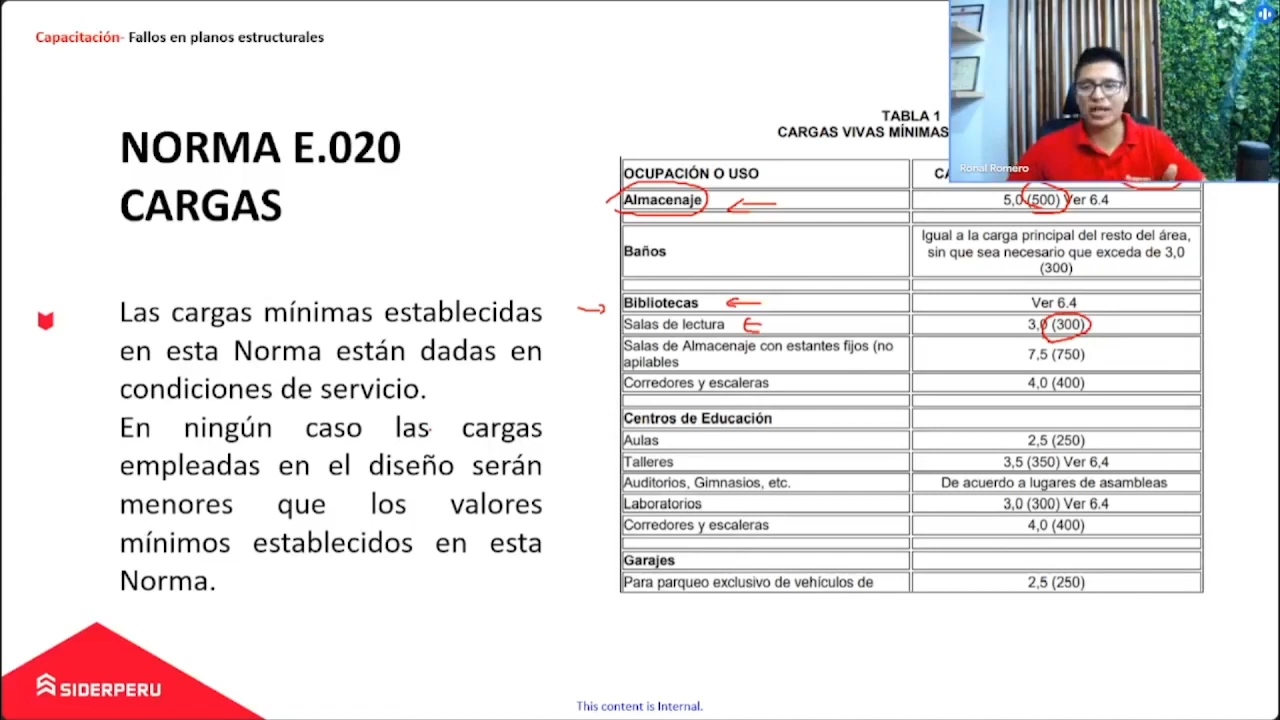 Capacitación- Fallos en planos estructurales
NORMA E.020
CARGAS
Las cargas mínimas establecidas
en esta Norma están dadas en
condiciones de servicio.
En ningún caso las cargas
empleadas en el diseño serán
menores que los valores
mínimos establecidos en esta
Norma.
TABLA 1
CARGAS VIVAS MÍNIMAS
OCUPACIÓN O USO
Almacenaje 5,0 (500) Ver 6.4
Baños Igual a la carga principal del resto del área,
sin que sea necesario que exceda de 3,0
(300)
Bibliotecas Ver 6.4
Salas de lectura 3,0 (300)
Salas de Almacenaje con estantes fijos (no
apilables 7,5 (750)
Corredores y escaleras 4,0 (400)
Centros de Educación
Aulas 2,5 (250)
Talleres 3,5 (350) Ver 6,4
Auditorios, Gimnasios, etc. De acuerdo a lugares de asambleas
Laboratorios 3,0 (300) Ver 6.4
Corredores y escaleras 4,0 (400)
Garajes
Para parqueo exclusivo de vehículos de 2,5 (250)
Ronal Romero
SIDERPERU
This content is Internal.